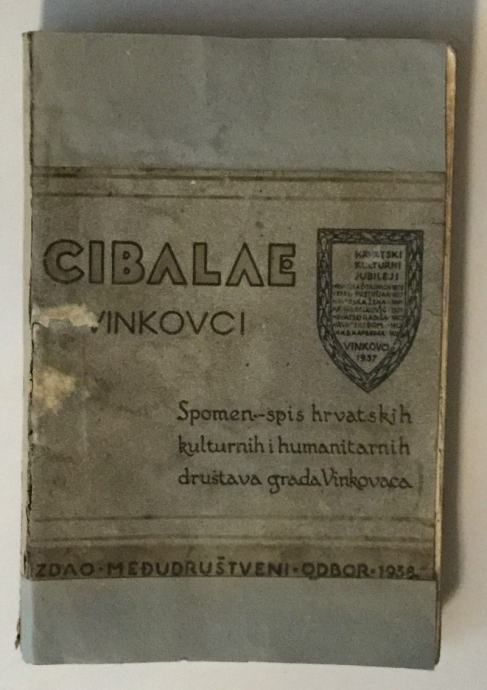 CIBALAE
VINKOVCI
HRVATSKI
KULTURNI
JUBILEJI
VINKOVCI
1937
Spomen-spis hrvatskih
kulturnih i humanitarnih
društava grada Vinkovaca
ZDAO·MEĐUDRUŠTVENI·ODBOR·1938.